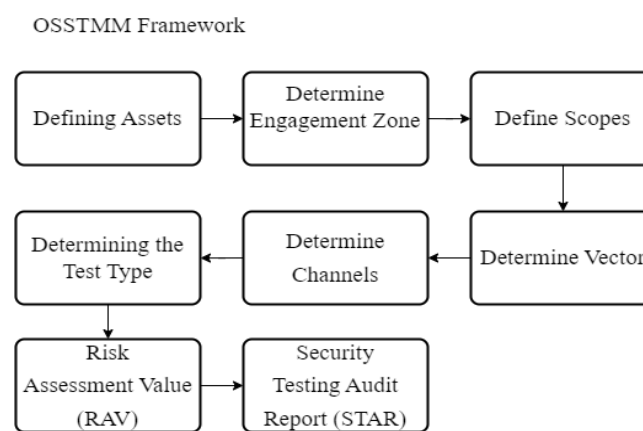 OSSTMM Framework
Defining Assets
Determine
Engagement Zone
Define Scopes
Determining the
Test Type
Determine
Channels
Determine Vector
Risk
Assessment Value
(RAV)
Security
Testing Audit
Report (STAR)